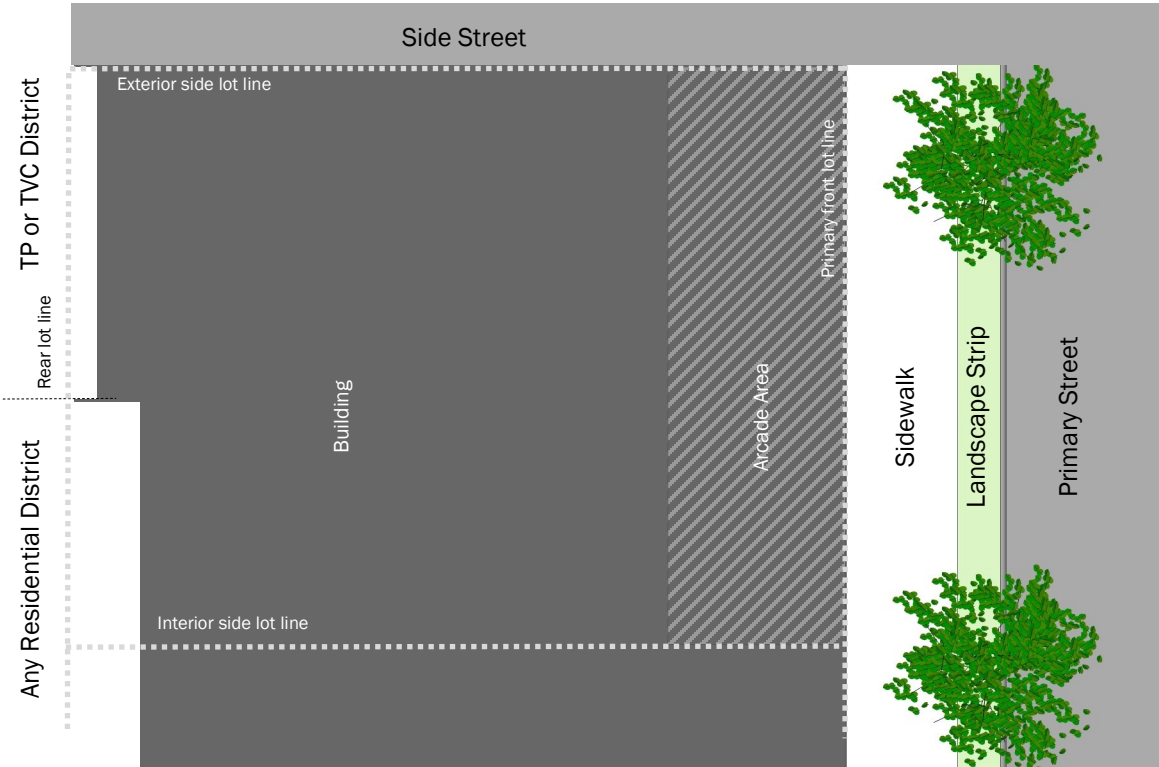 Side Street
Exterior side lot line
TP or TVC District
Primary front lot line
Rear lot line
Building
Arcade Area
Sidewalk
Landscape Strip
Primary Street
Any Residential District
Interior side lot line